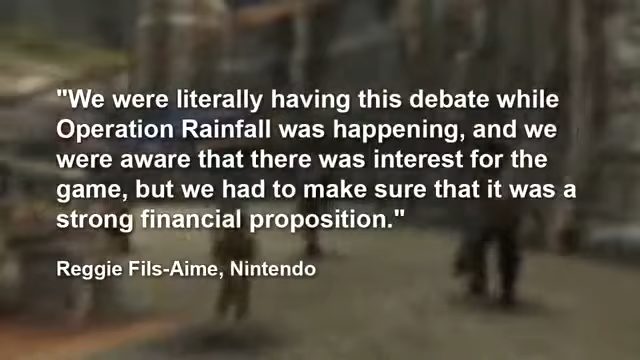 "We were literally having this debate while
Operation Rainfall was happening, and we
were aware that there was interest for the
game, but we had to make sure that it was a
strong financial proposition."
Reggie Fils-Aime, Nintendo